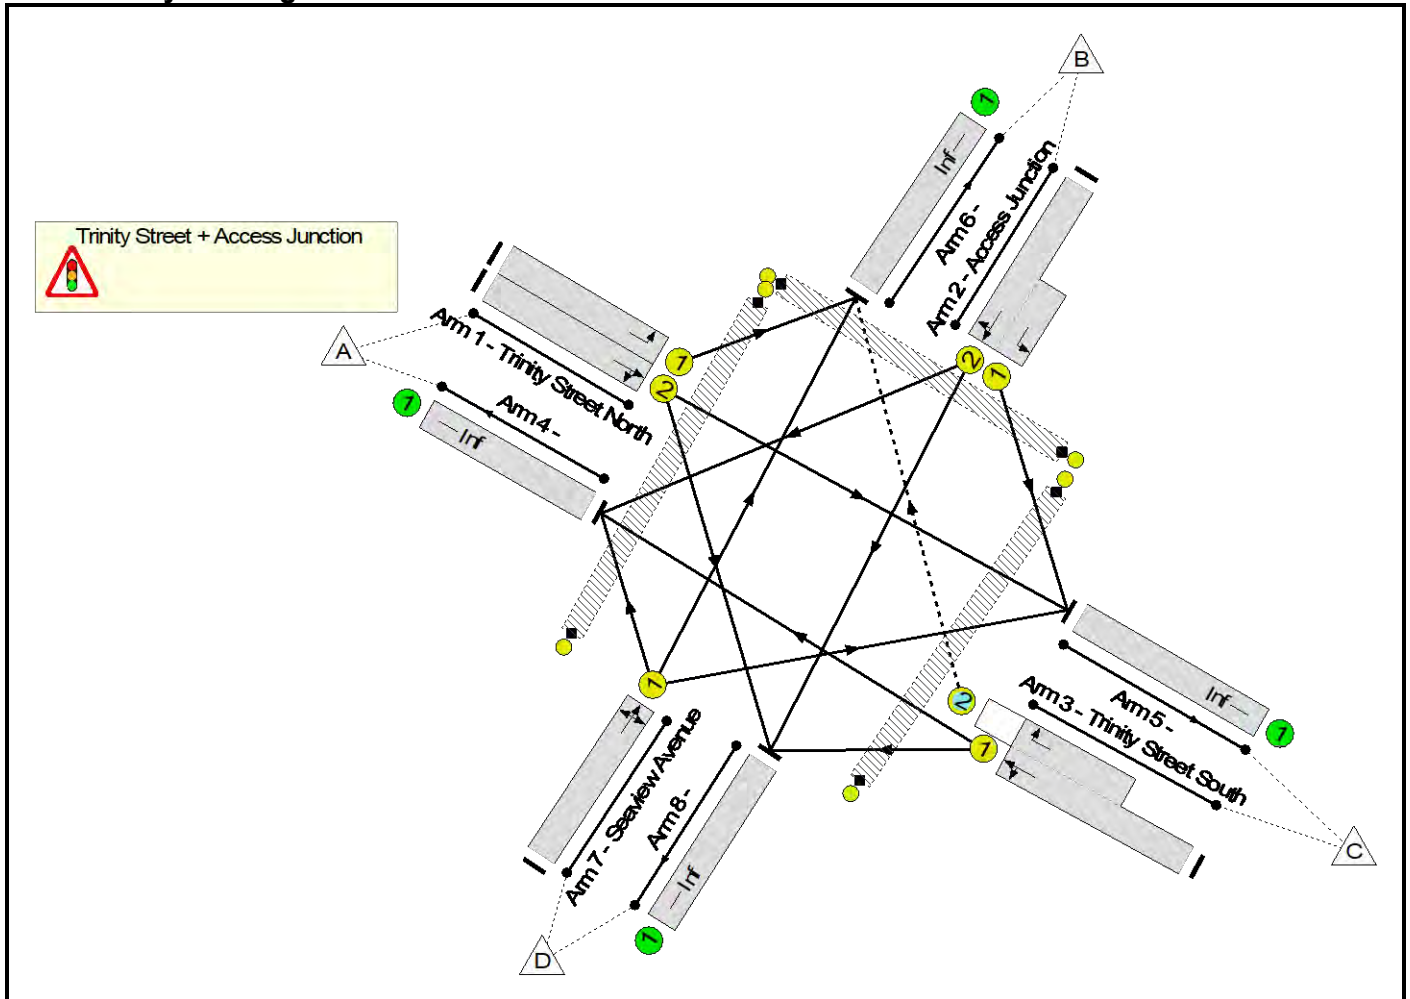 B
1
Inf
Arm 6 -
Arm 2 - Access Junction
Trinity Street + Access Junction
A
Arm 1 - Trinity Street North
1
2
2
1
1
Arm 4 -
Inf
1
2
1
Arm 5 -
Inf
1
Arm 3 - Trinity Street South
C
Arm 7 - Seaview Avenue
Arm 8 -
Inf
1
D